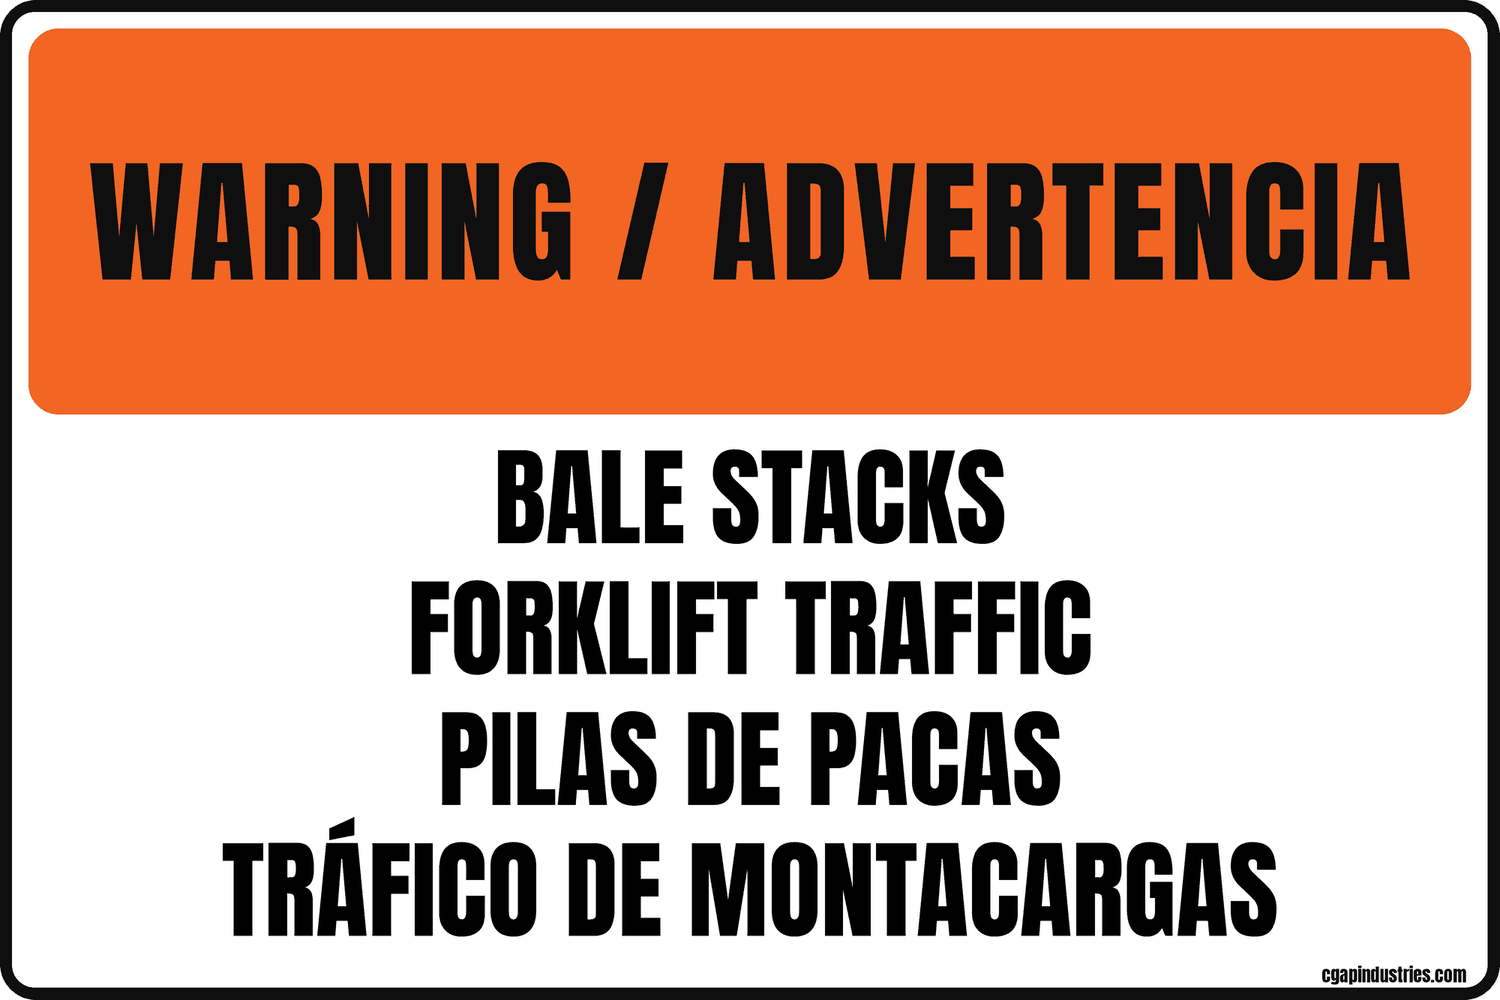 WARNING / ADVERTENCIA
BALE STACKS
FORKLIFT TRAFFIC
PILAS DE PACAS
TRÁFICO DE MONTACARGAS
cgapindustries.com